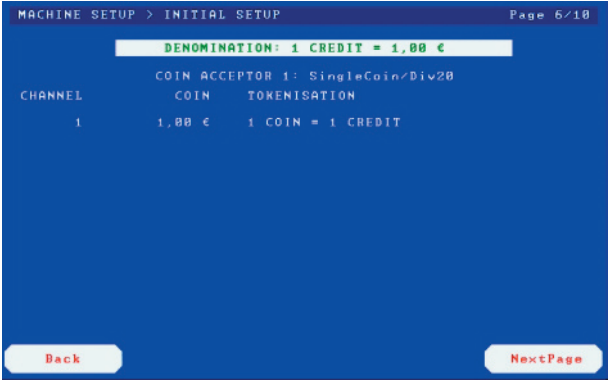 MACHINE SETUP > INITIAL SETUP Page 6/10
DENOMINATION: 1 CREDIT = 1,00 €
COIN ACCEPTOR 1: SingleCoin/Div20
CHANNEL COIN TOKENISATION
1 1,00 € 1 COIN = 1 CREDIT
Back NextPage